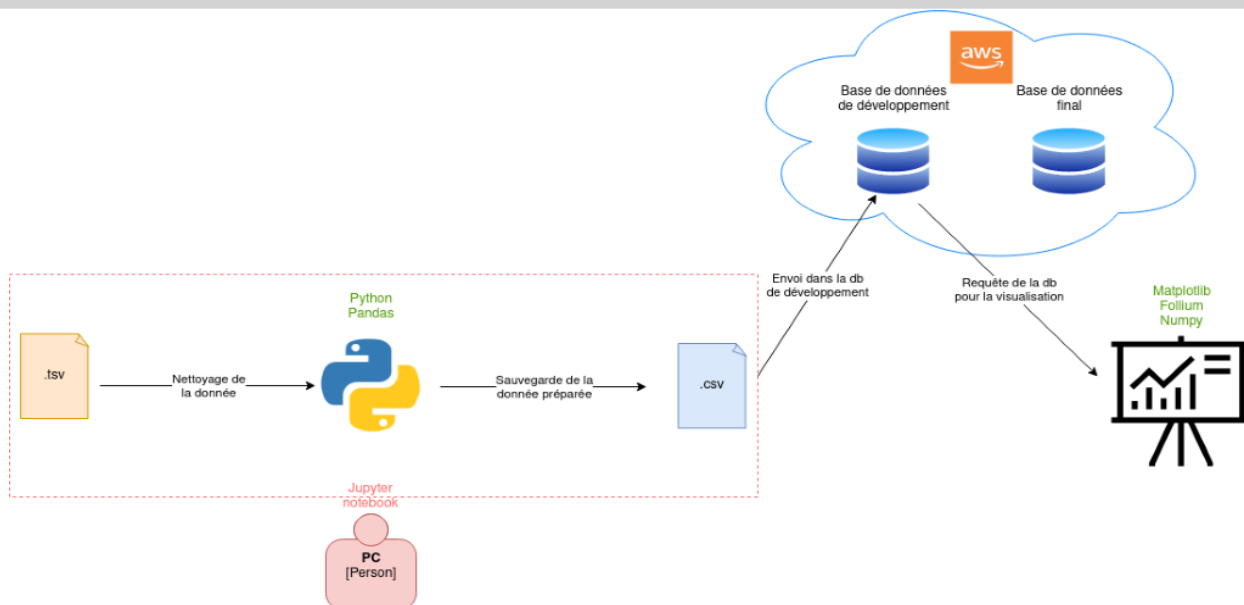 aws
Base de données
de développement
Base de données
final
Envoi dans la db
de développement
Requête de la db
pour la visualisation
Python
Pandas
Matplotlib
Follium
Numpy
.tsv
Nettoyage de
la donnée
Sauvegarde de la
donnée préparée
.csv
Jupyter
notebook
PC
[Person]